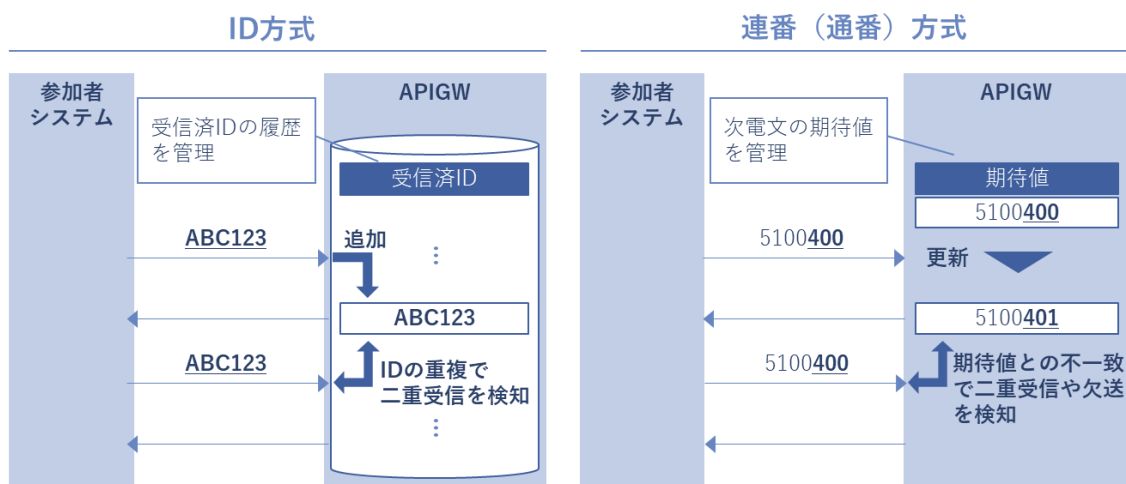 ID方式
参加者
システム
APIGW
受信済IDの履歴
を管理
受信済ID
ABC123
追加
ABC123
ABC123
IDの重複で
二重受信を検知
連番（通番）方式
参加者
システム
APIGW
次電文の期待値
を管理
期待値
5100400
5100400
更新
5100401
5100400
期待値との不一致
で二重受信や欠送
を検知